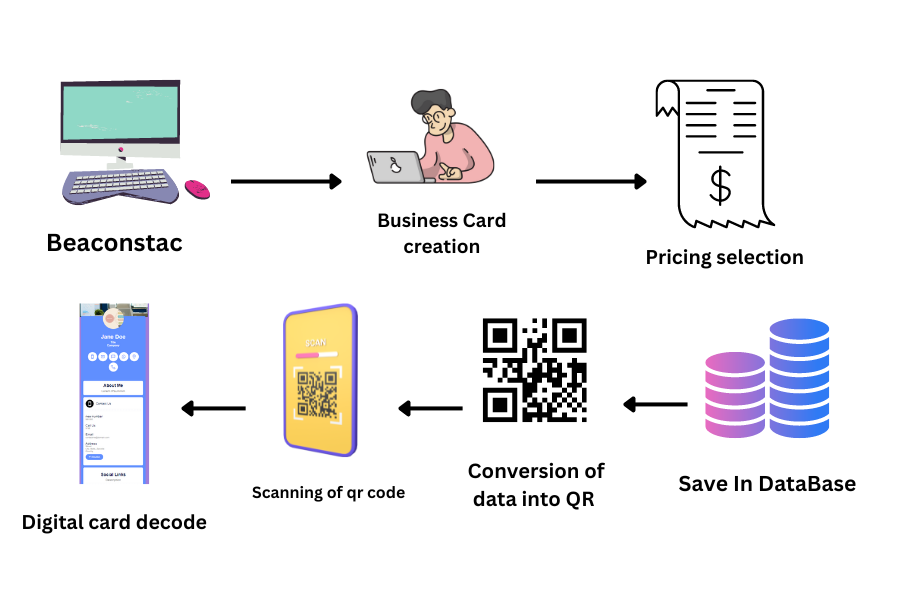 Beaconstac
Business Card
creation
Pricing selection
$
Save In DataBase
Conversion of
data into QR
SCAN
Scanning of qr code
Jane Doe
About Me
Contact Us
Call Us
Email
Address
Social Links
Digital card decode